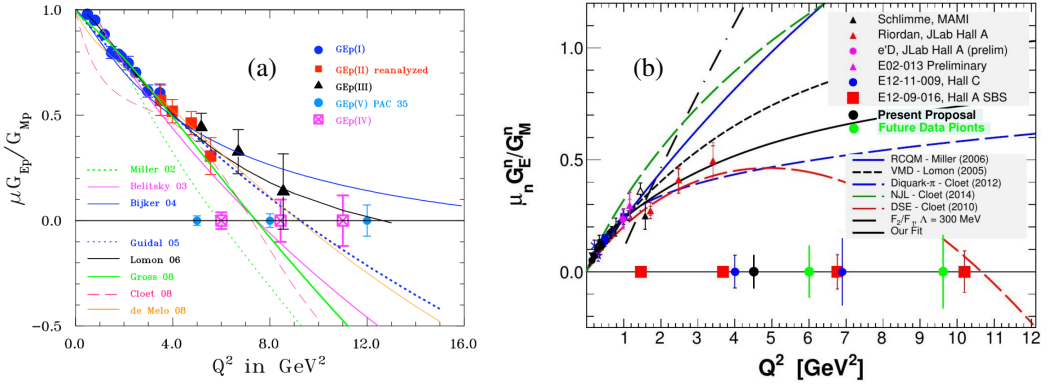 1.0
0.5
0.0
-0.5
μ G_Ep/G_Mp
(a)
GEp(I)
GEp(II) reanalyzed
GEp(III)
GEp(V) PAC 35
GEp(IV)
Miller 02
Belitsky 03
Bijker 04
Guidal 05
Lomon 06
Gross 08
Cloet 08
de Melo 08
0.0 4.0 8.0 12.0 16.0
Q² in GeV²
1.0
0.5
0.0
μ_n G_E^n/G_M^n
(b)
Schlimme, MAMI
Riordan, JLab Hall A
e'D, JLab Hall A (prelim)
E02-013 Preliminary
E12-11-009, Hall C
E12-09-016, Hall A SBS
Present Proposal
Future Data Pionts
RCQM - Miller (2006)
VMD - Lomon (2005)
Diquark-π - Cloet (2012)
NJL - Cloet (2014)
DSE - Cloet (2010)
F₂/F₁, Λ = 300 MeV
Our Fit
0 1 2 3 4 5 6 7 8 9 10 11 12
Q² [GeV²]